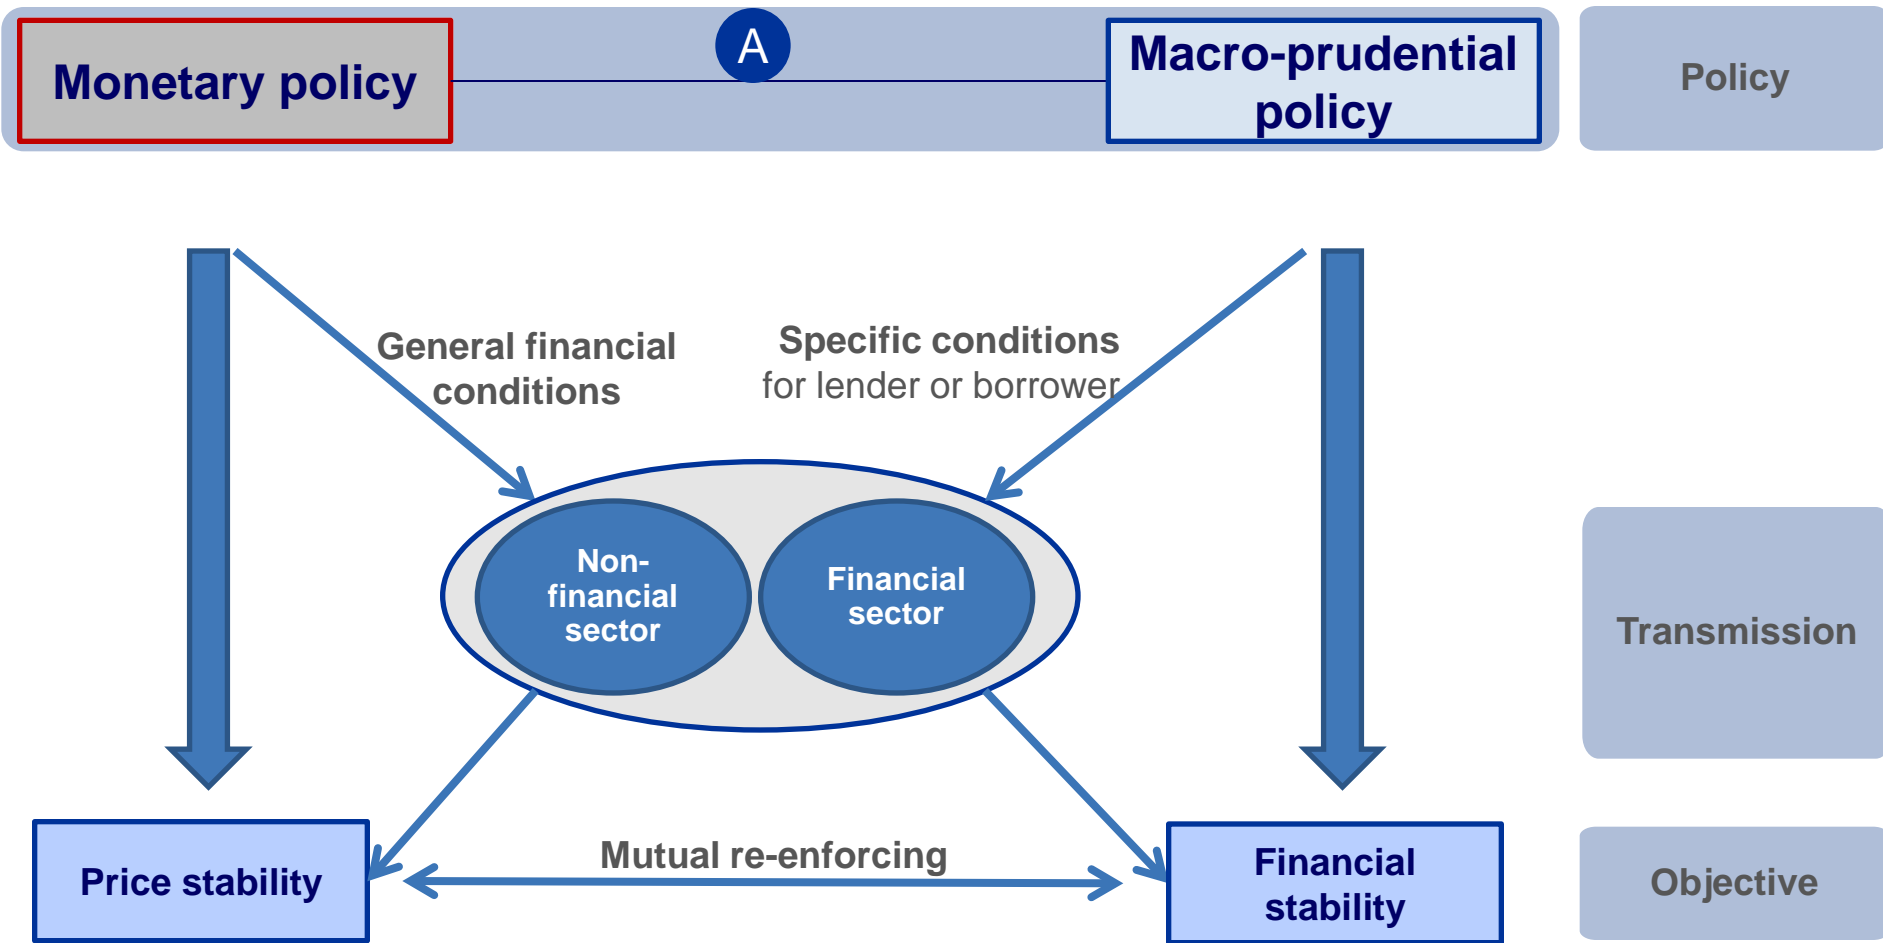 Monetary policy
A
Macro-prudential
policy
Policy
General financial
conditions
Specific conditions
for lender or borrower
Non-
financial
sector
Financial
sector
Transmission
Price stability
Mutual re-enforcing
Financial
stability
Objective